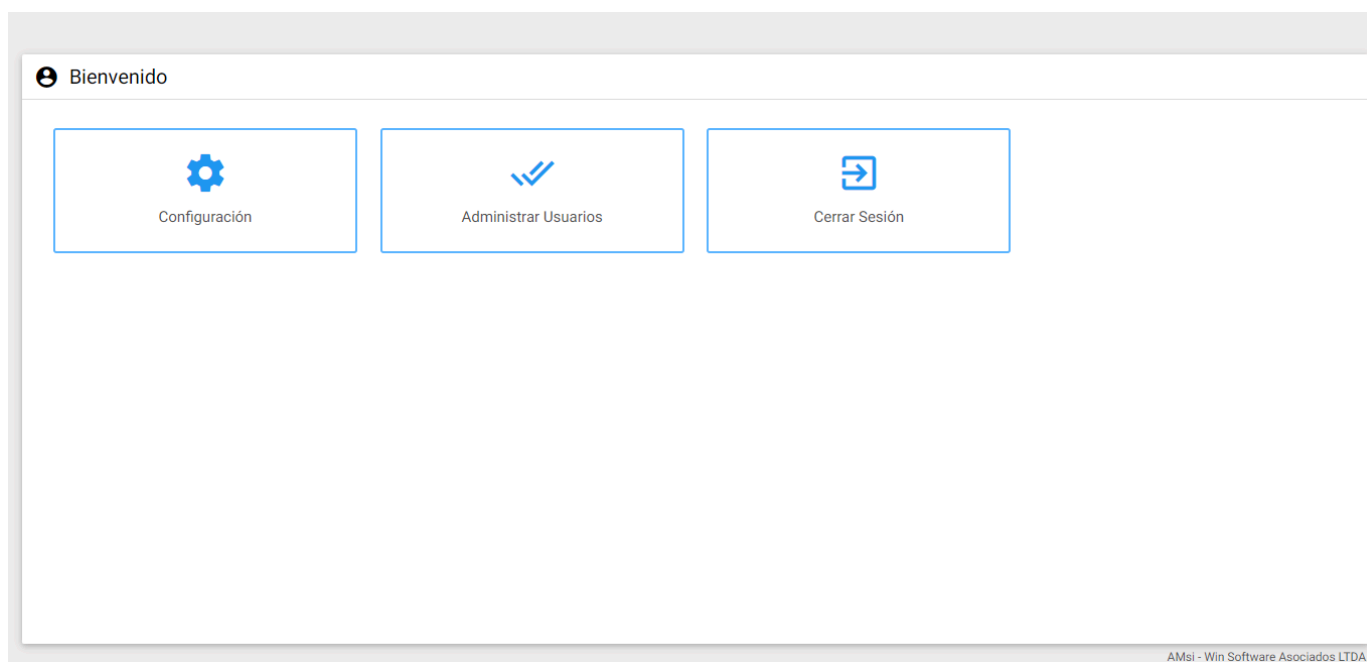 Bienvenido
Configuración
Administrar Usuarios
Cerrar Sesión
AMsi - Win Software Asociados LTDA